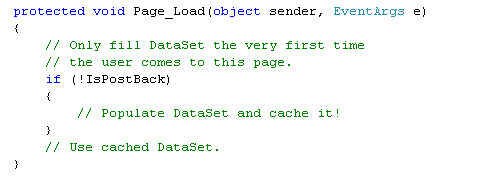 protected void Page_Load(object sender, EventArgs e)
{
// Only fill DataSet the very first time
// the user comes to this page.
if (!IsPostBack)
{
// Populate DataSet and cache it!
}
// Use cached DataSet.
}